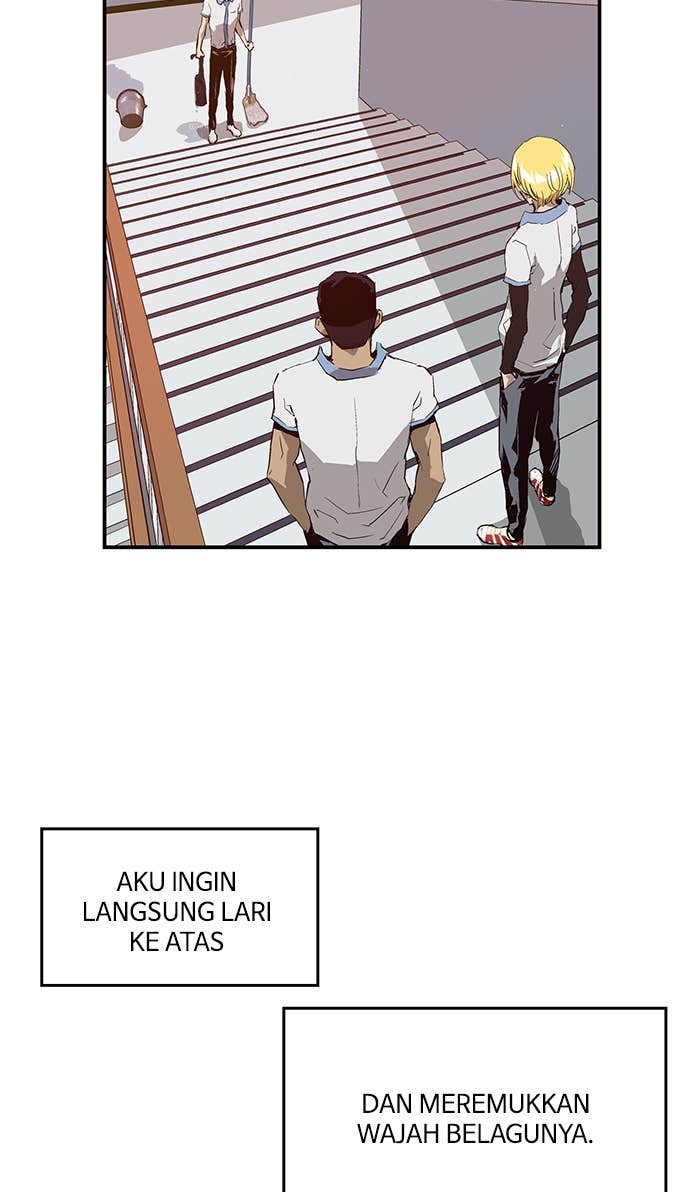 AKU INGIN
LANGSUNG LARI
KE ATAS
DAN MEREMUKKAN
WAJAH BELAGUNYA.